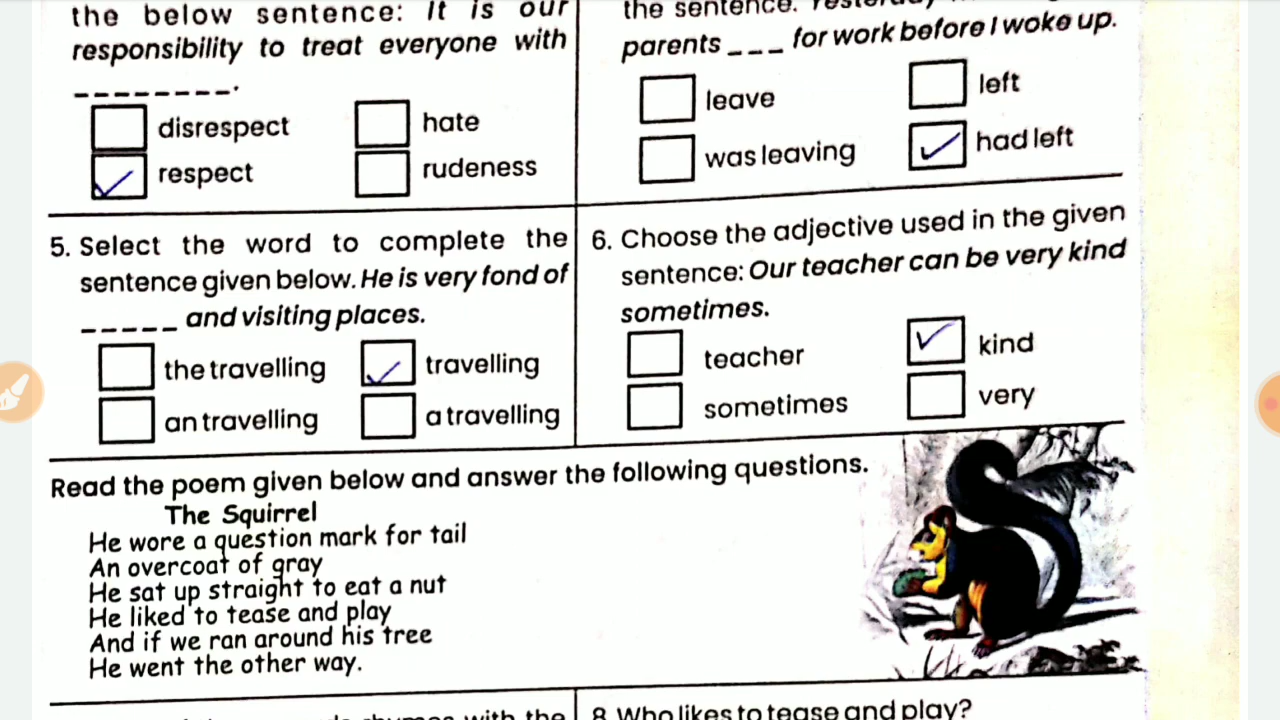 the below sentence: It is our
responsibility to treat everyone with
_________.
disrespect
hate
respect
rudeness
the sentence. Yesterday
parents _ _ _ for work before I woke up.
leave
left
was leaving
had left
5. Select the word to complete the
sentence given below. He is very fond of
_ _ _ _ _ and visiting places.
the travelling
travelling
an travelling
a travelling
6. Choose the adjective used in the given
sentence: Our teacher can be very kind
sometimes.
teacher
kind
sometimes
very
Read the poem given below and answer the following questions.
The Squirrel
He wore a question mark for tail
An overcoat of gray
He sat up straight to eat a nut
He liked to tease and play
And if we ran around his tree
He went the other way.
rhymes with the
8. Who likes to tease and play?